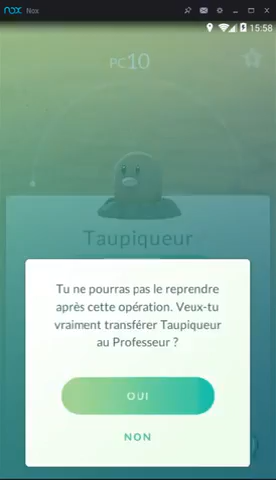 nox Nox
15:58
PC10
Taupiqueur
Tu ne pourras pas le reprendre
après cette opération. Veux-tu
vraiment transférer Taupiqueur
au Professeur ?
OUI
NON